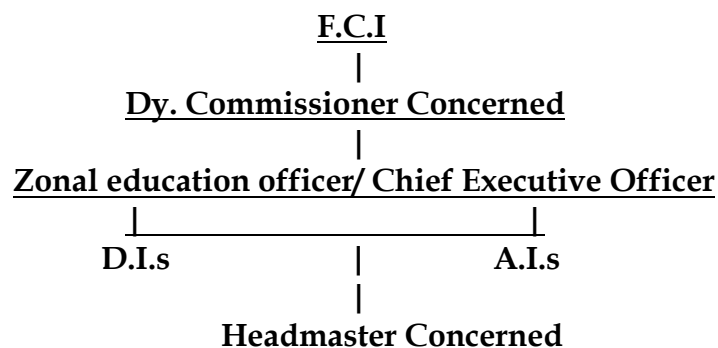 F.C.I
Dy. Commissioner Concerned
Zonal education officer/ Chief Executive Officer
D.I.s A.I.s
Headmaster Concerned